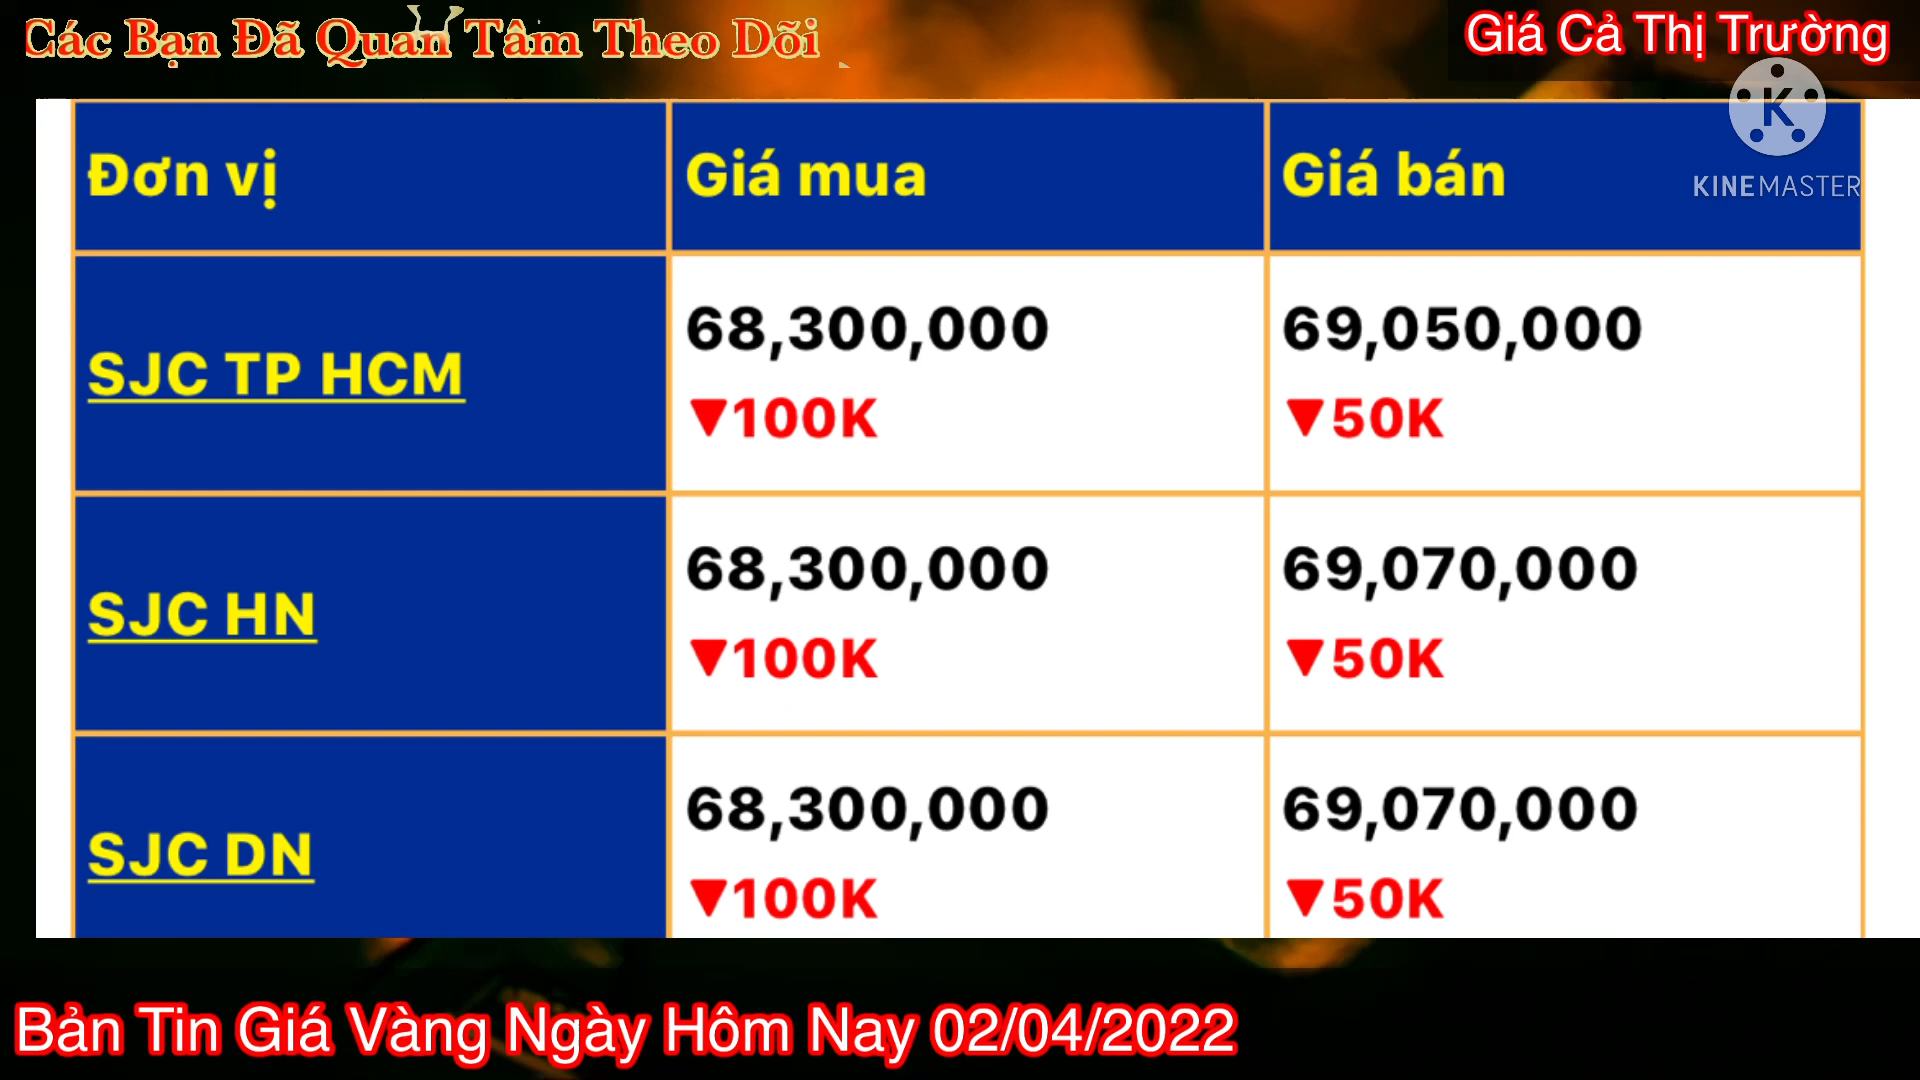 Các Bạn Đã Quan Tâm Theo Dõi
Giá Cả Thị Trường
K
KINEMASTER
Đơn vị Giá mua Giá bán
SJC TP HCM 68,300,000 69,050,000
▼100K ▼50K
SJC HN 68,300,000 69,070,000
▼100K ▼50K
SJC DN 68,300,000 69,070,000
▼100K ▼50K
Bản Tin Giá Vàng Ngày Hôm Nay 02/04/2022